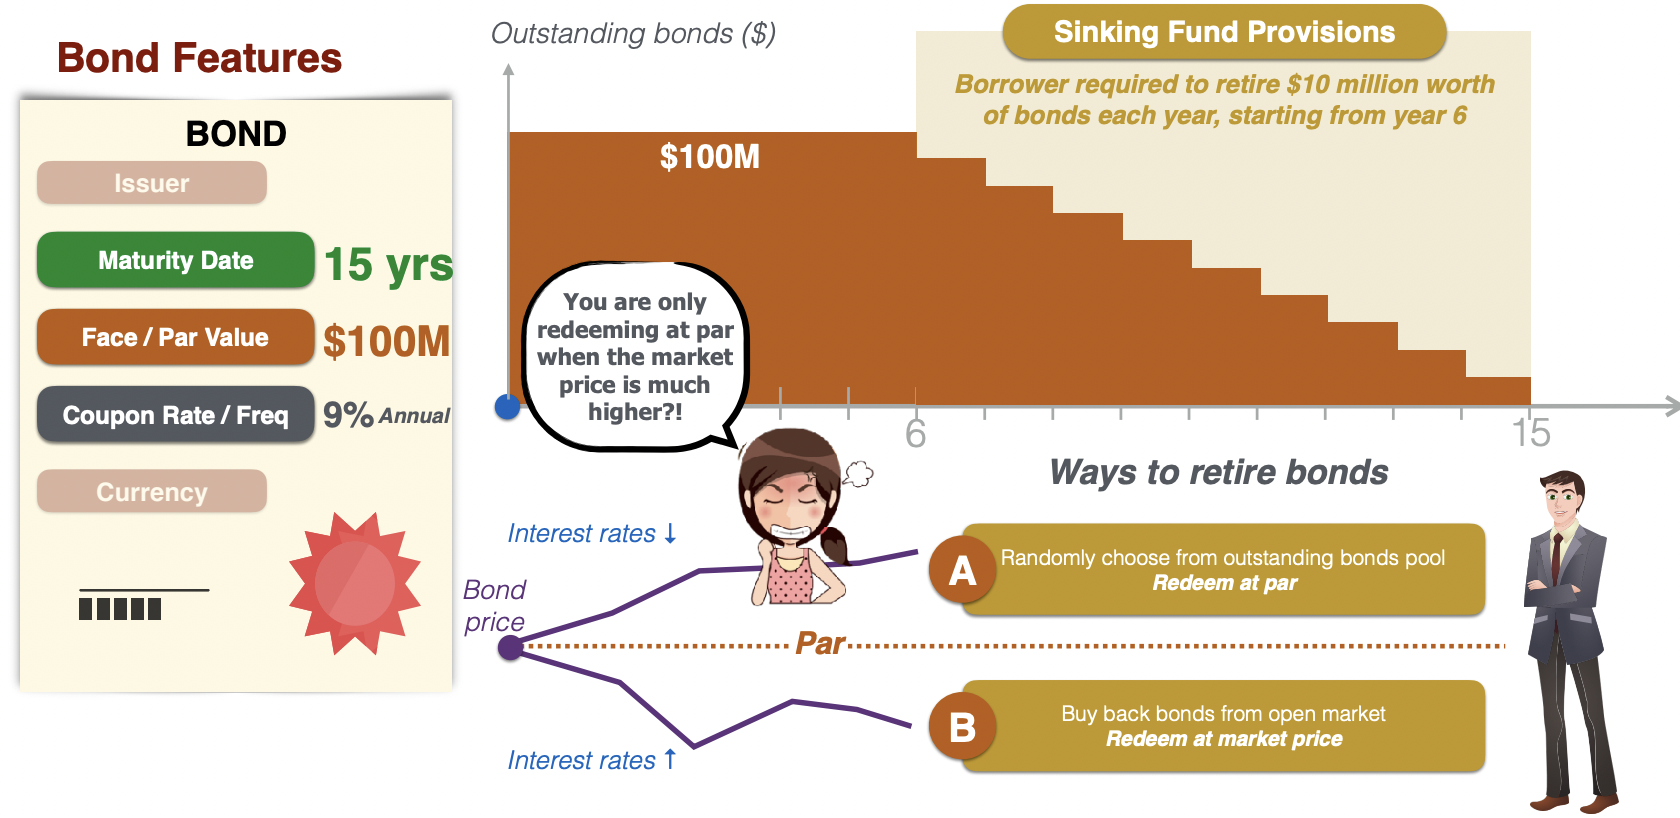 Bond Features
BOND
Issuer
Maturity Date 15 yrs
Face / Par Value $100M
Coupon Rate / Freq 9% Annual
Currency
Outstanding bonds ($)
Sinking Fund Provisions
Borrower required to retire $10 million worth
of bonds each year, starting from year 6
$100M
You are only
redeeming at par
when the market
price is much
higher?!
6
15
Ways to retire bonds
Interest rates ↓
Bond
price
Par
Interest rates ↑
A
Randomly choose from outstanding bonds pool
Redeem at par
B
Buy back bonds from open market
Redeem at market price